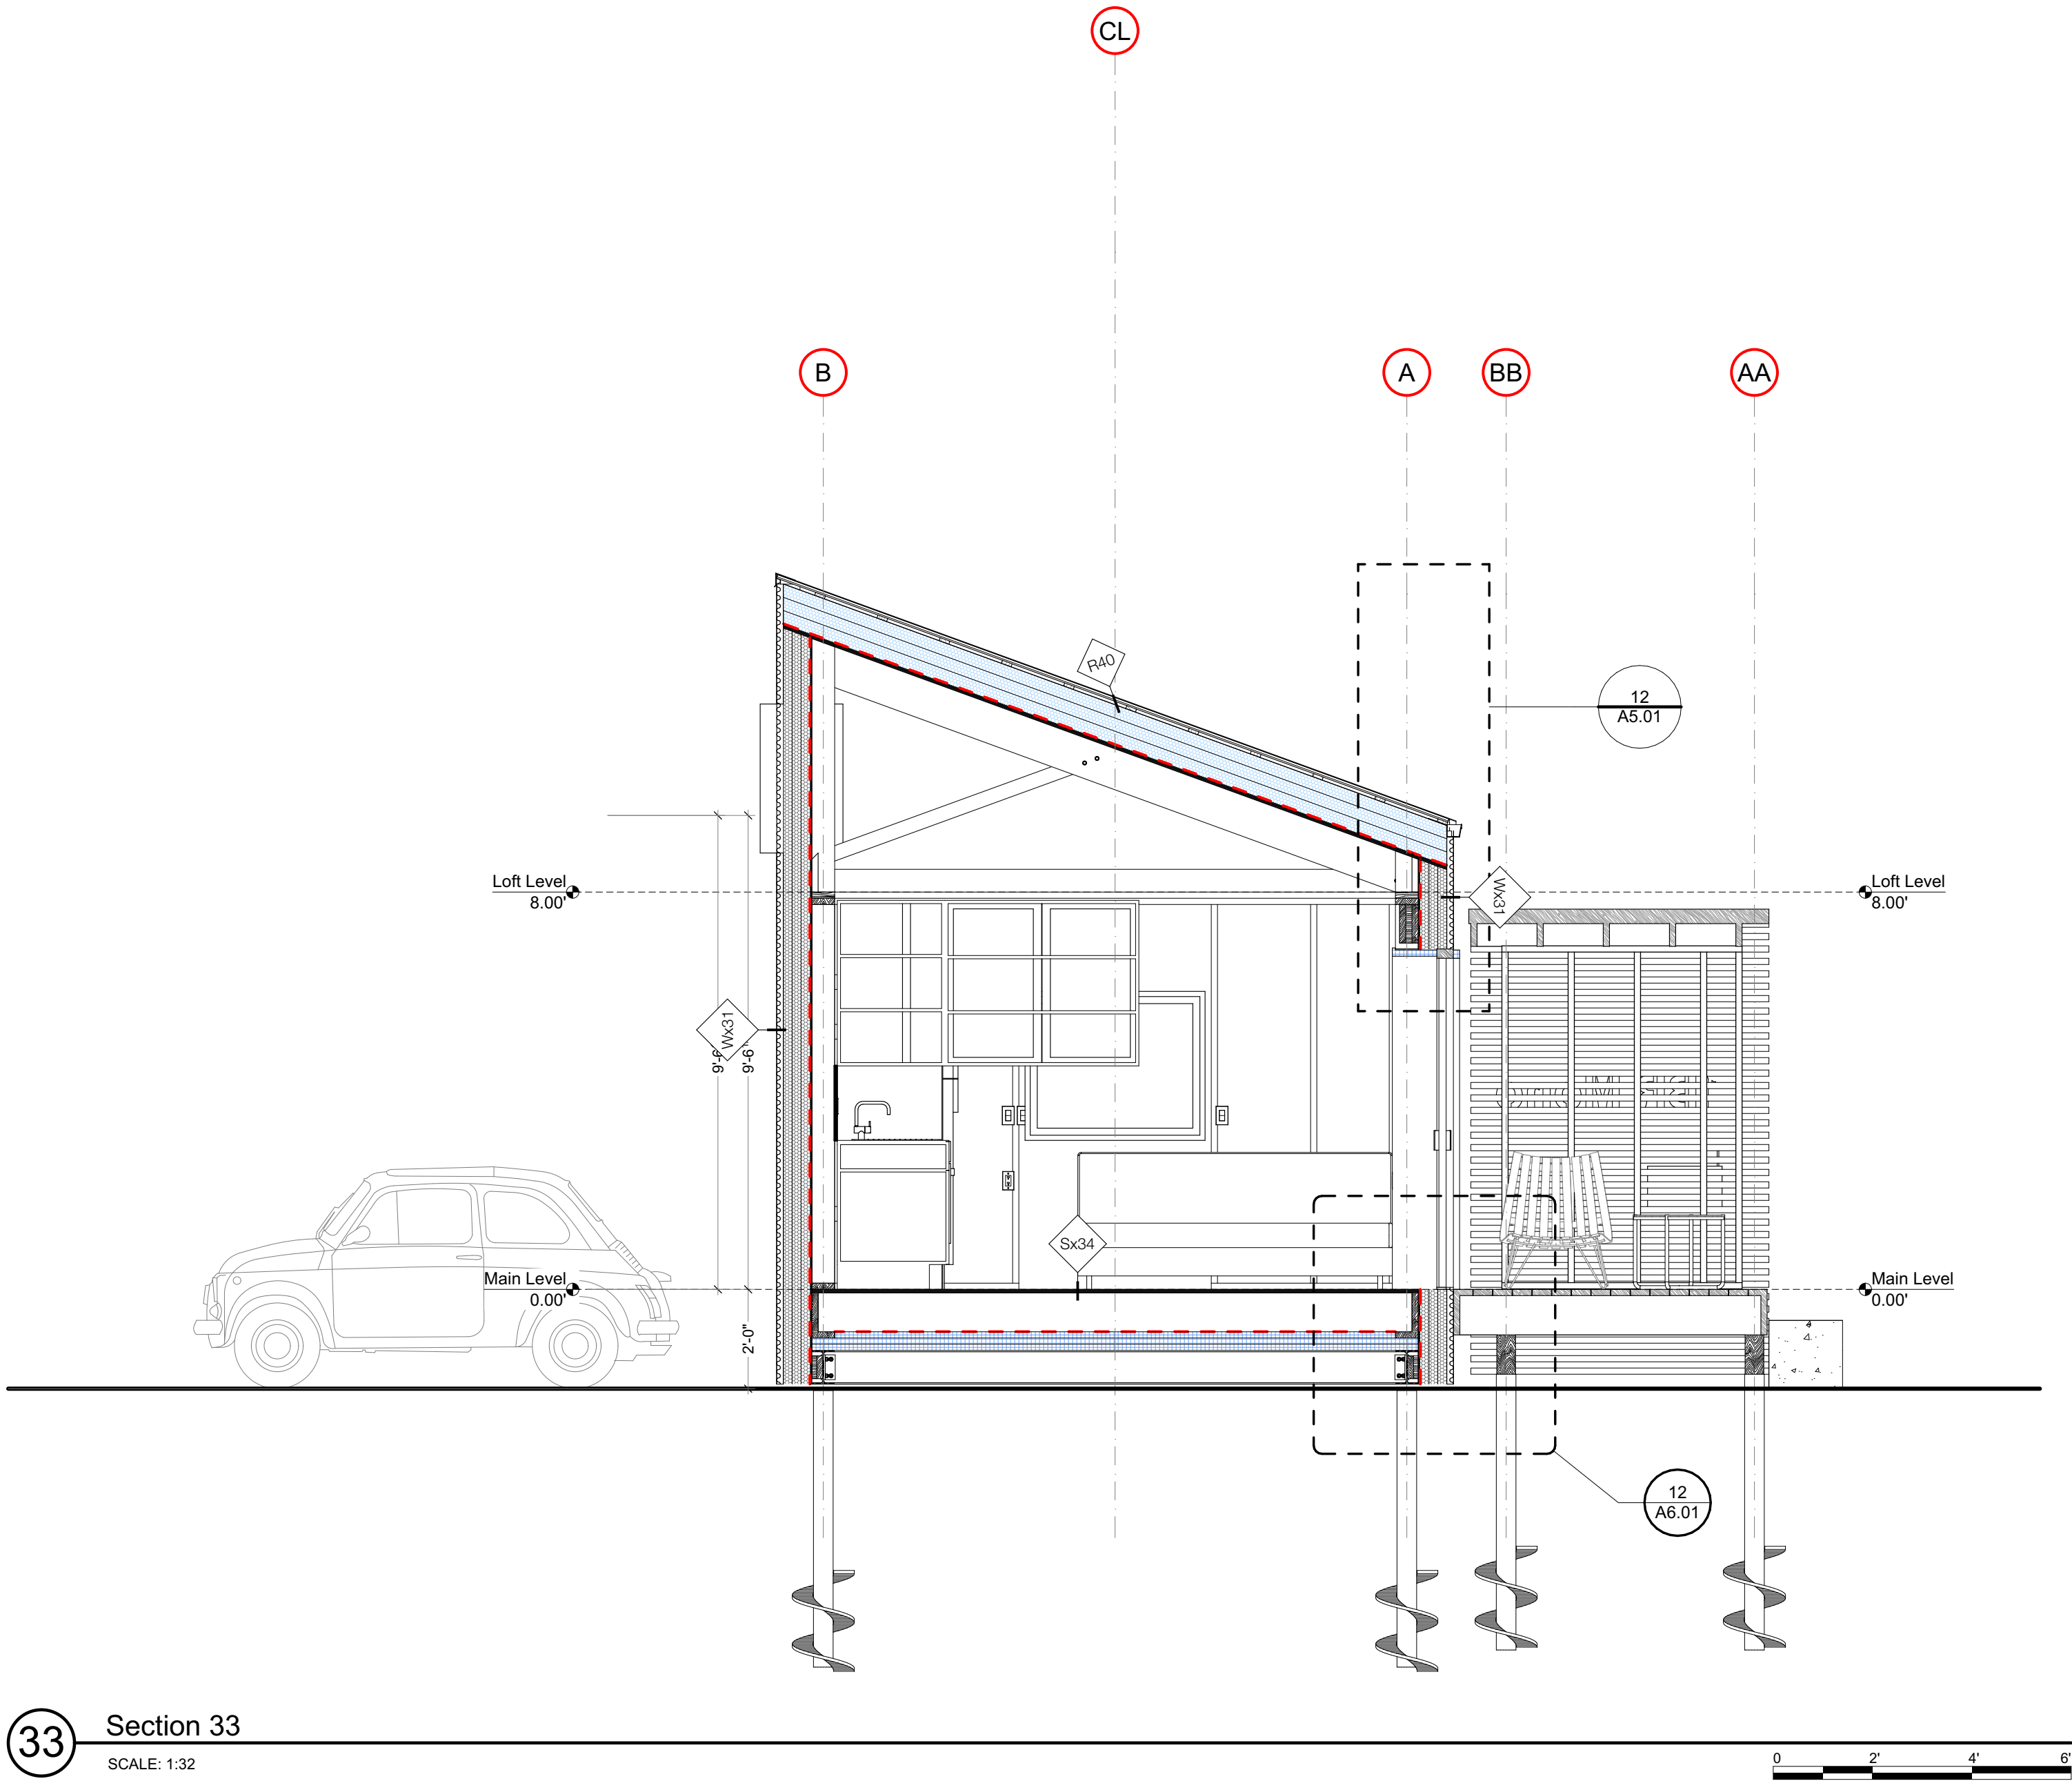 CL
B
A
BB
AA
R40
12
A5.01
Loft Level
8.00'
Wx31
Loft Level
8.00'
Wx31
9'-6"
Sx34
Main Level
0.00'
Main Level
0.00'
2'-0"
12
A6.01
33
Section 33
SCALE: 1:32
0 2' 4' 6'